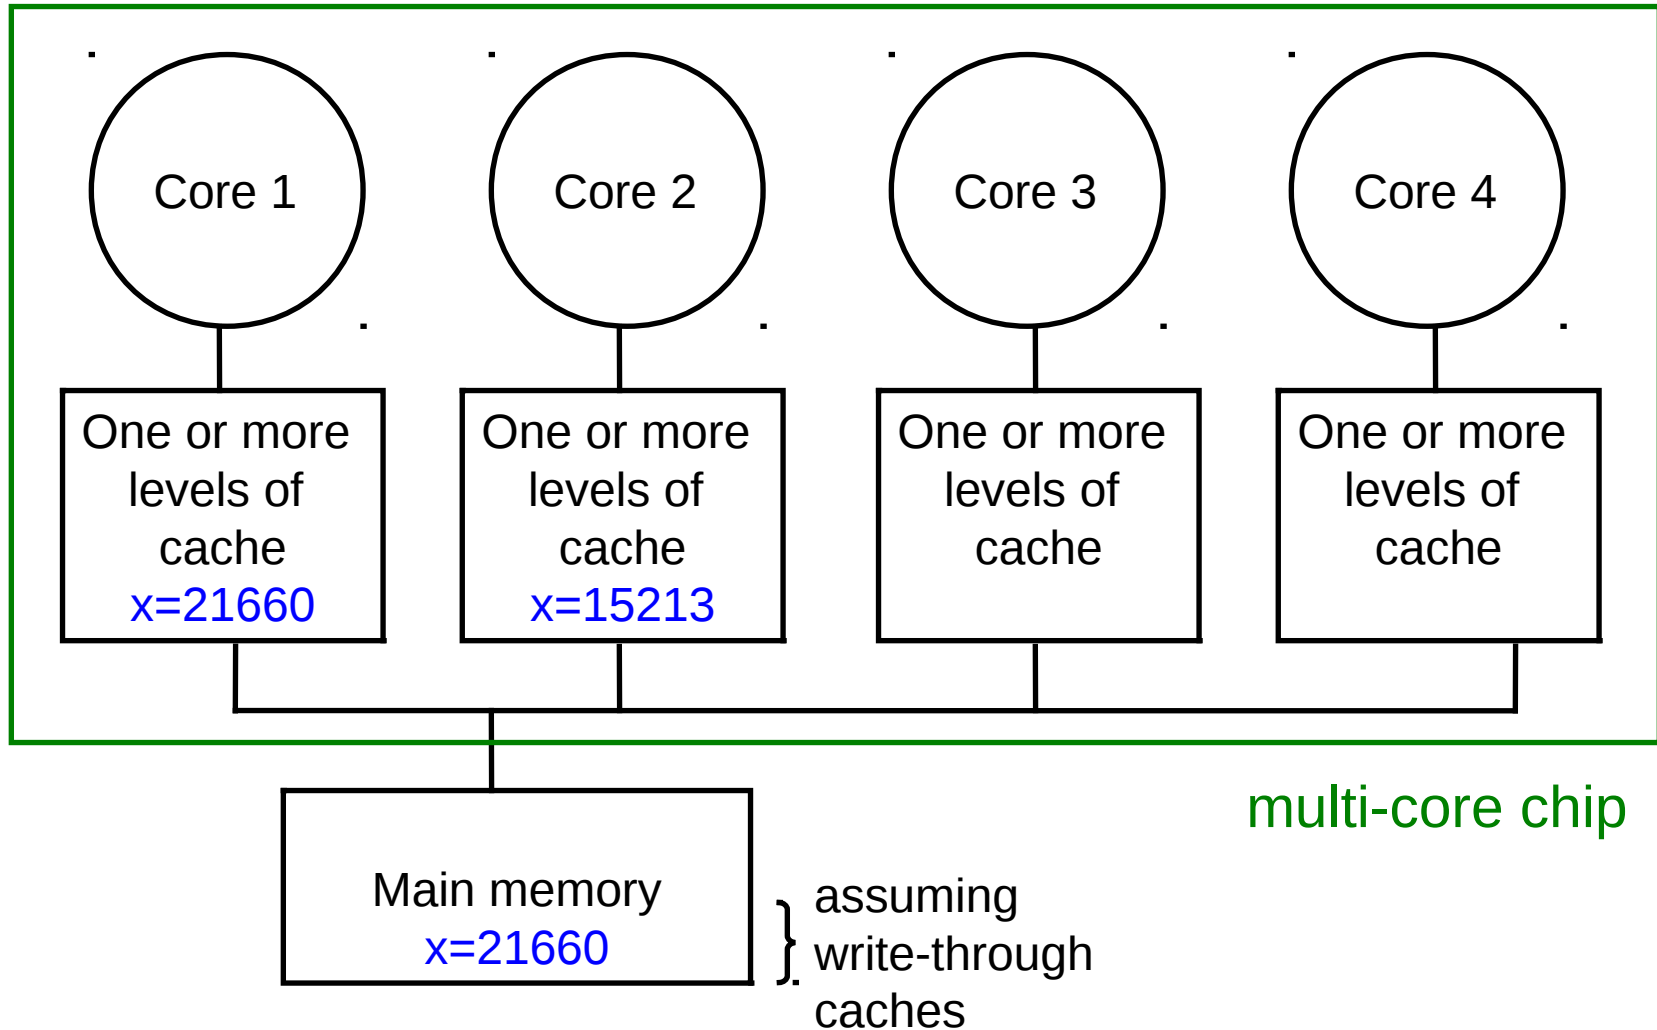 Core 1
Core 2
Core 3
Core 4
One or more
levels of
cache
x=21660
One or more
levels of
cache
x=15213
One or more
levels of
cache
One or more
levels of
cache
multi-core chip
Main memory
x=21660
assuming
write-through
caches